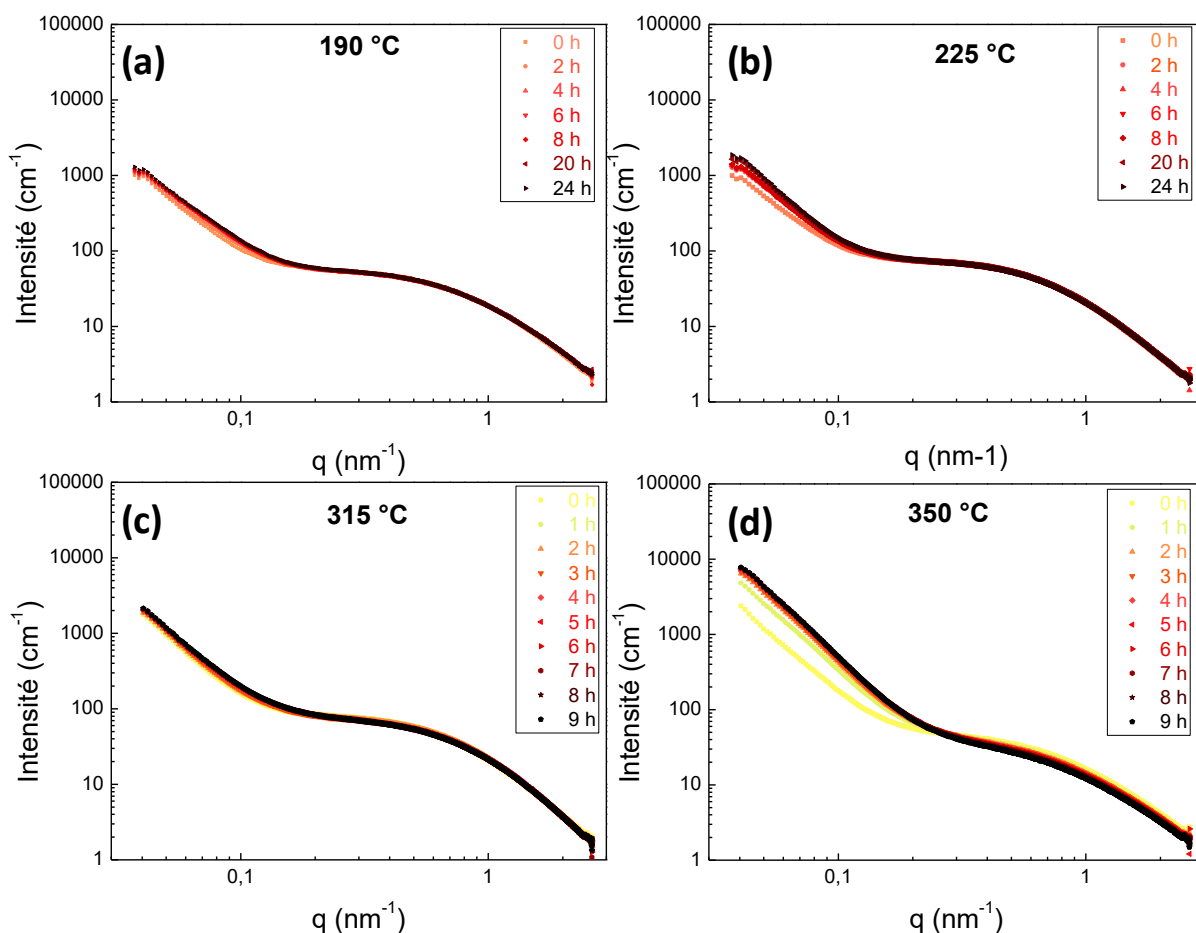 (a)
190 °C
100000
10000
1000
100
10
1
0,1
1
Intensité (cm-1)
q (nm-1)
0 h
2 h
4 h
6 h
8 h
20 h
24 h
(b)
225 °C
100000
10000
1000
100
10
1
0,1
1
Intensité (cm-1)
q (nm-1)
0 h
2 h
4 h
6 h
8 h
20 h
24 h
(c)
315 °C
100000
10000
1000
100
10
1
0,1
1
Intensité (cm-1)
q (nm-1)
0 h
1 h
2 h
3 h
4 h
5 h
6 h
7 h
8 h
9 h
(d)
350 °C
100000
10000
1000
100
10
1
0,1
1
Intensité (cm-1)
q (nm-1)
0 h
1 h
2 h
3 h
4 h
5 h
6 h
7 h
8 h
9 h